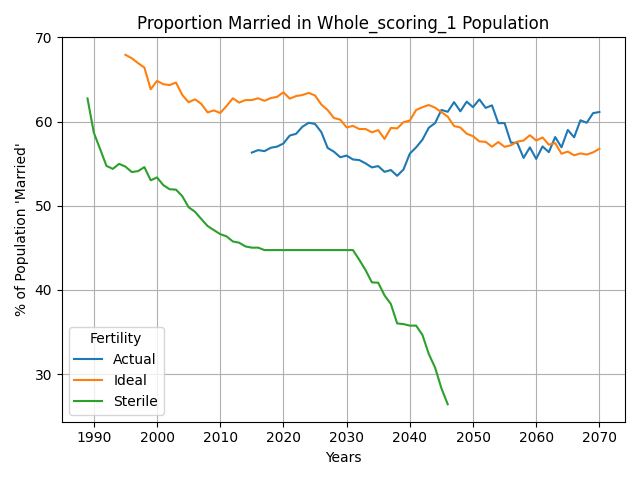 Proportion Married in Whole_scoring_1 Population
% of Population 'Married'
70
60
50
40
30
Fertility
Actual
Ideal
Sterile
1990 2000 2010 2020 2030 2040 2050 2060 2070
Years